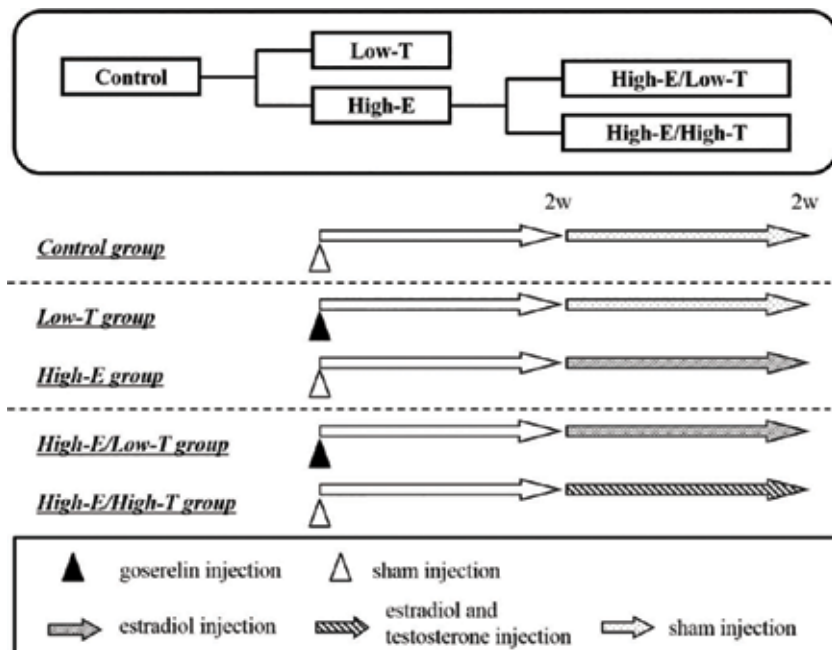 Control
Low-T
High-E
High-E/Low-T
High-E/High-T
2w 2w
Control group
Low-T group
High-E group
High-E/Low-T group
High-E/High-T group
goserelin injection sham injection
estradiol injection estradiol and testosterone injection sham injection